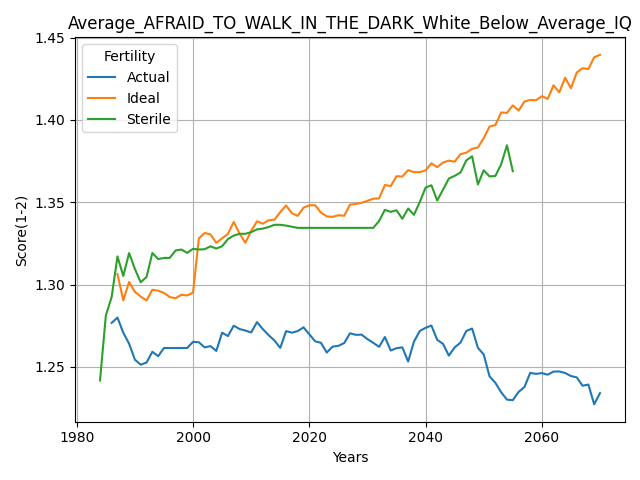 Average_AFRAID_TO_WALK_IN_THE_DARK_White_Below_Average_IQ
Fertility
Actual
Ideal
Sterile
Score(1-2)
1.45
1.40
1.35
1.30
1.25
1980
2000
2020
2040
2060
Years